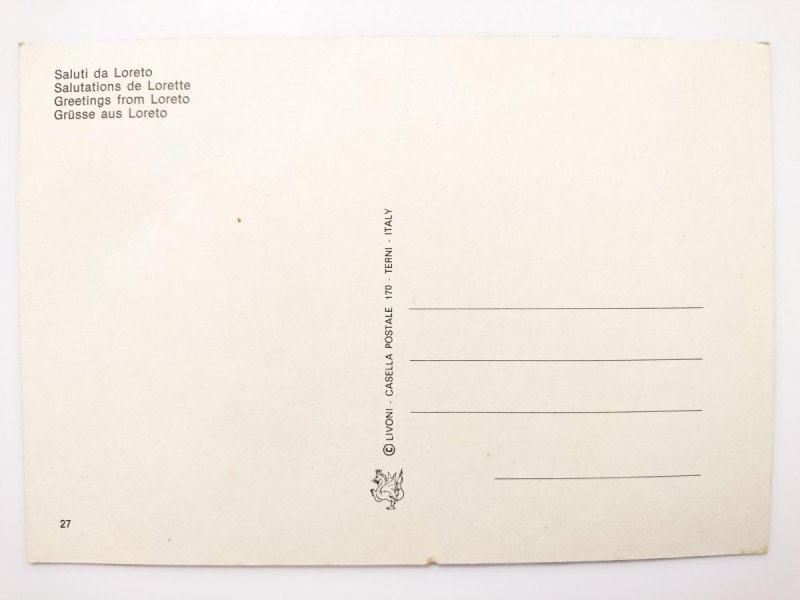 Saluti da Loreto
Salutations de Lorette
Greetings from Loreto
Grüsse aus Loreto
© LIVONI - CASELLA POSTALE 170 - TERNI - ITALY
27